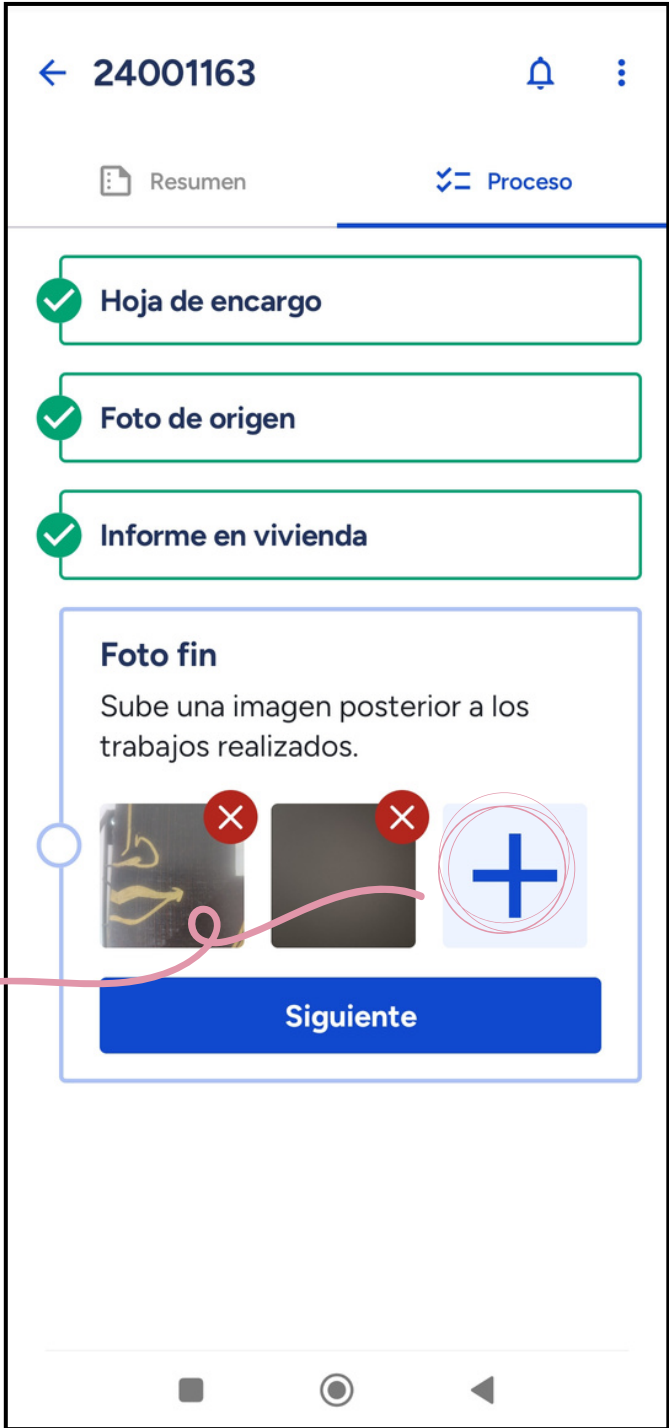 24001163
Resumen
Proceso
Hoja de encargo
Foto de origen
Informe en vivienda
Foto fin
Sube una imagen posterior a los
trabajos realizados.
Siguiente